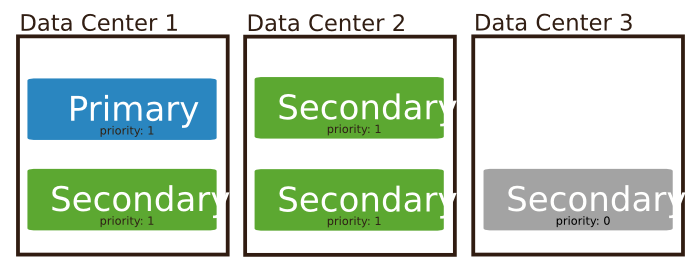 Data Center 1
Primary
priority: 1
Secondary
priority: 1
Data Center 2
Secondary
priority: 1
Secondary
priority: 1
Data Center 3
Secondary
priority: 0